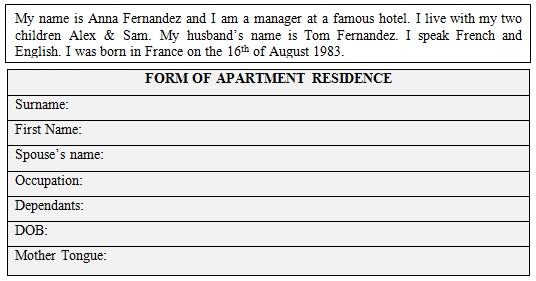 My name is Anna Fernandez and I am a manager at a famous hotel. I live with my two
children Alex & Sam. My husband's name is Tom Fernandez. I speak French and
English. I was born in France on the 16th of August 1983.
FORM OF APARTMENT RESIDENCE
Surname:
First Name:
Spouse's name:
Occupation:
Dependants:
DOB:
Mother Tongue: